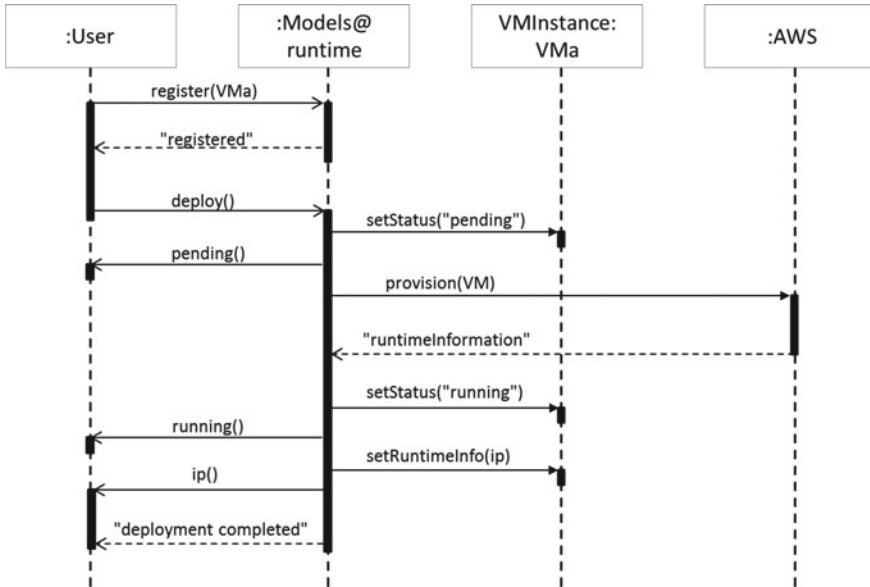 :User
:Models@
runtime
VMInstance:
VMa
:AWS
register(VMa)
"registered"
deploy()
setStatus("pending")
pending()
provision(VM)
"runtimeInformation"
setStatus("running")
running()
setRuntimeInfo(ip)
ip()
"deployment completed"